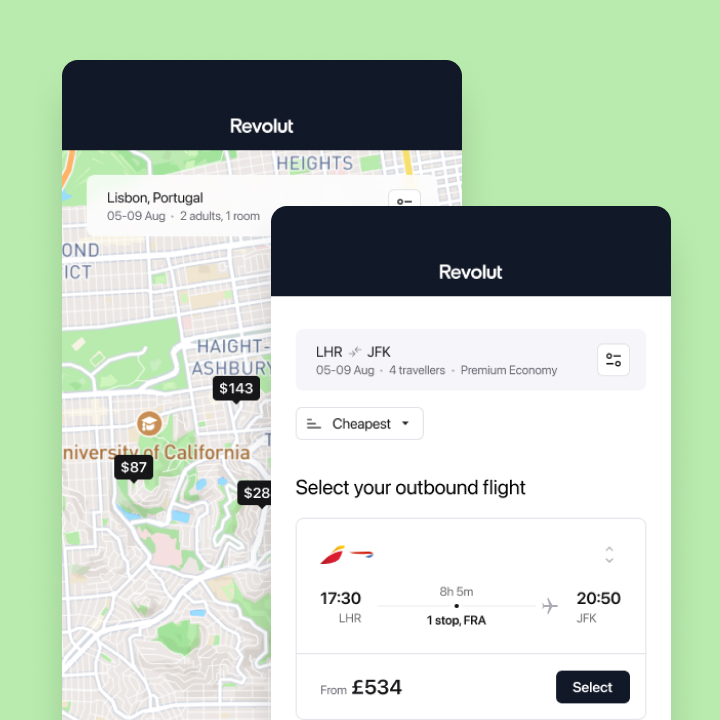 Revolut
HEIGHTS
Lisbon, Portugal
05-09 Aug · 2 adults, 1 room
OND
ICT
HAIGHT-
ASHBURY
$143
niversity of California
$87
$28
Revolut
LHR JFK
05-09 Aug · 4 travellers · Premium Economy
Cheapest
Select your outbound flight
8h 5m
17:30
20:50
LHR
1 stop, FRA
JFK
From £534
Select